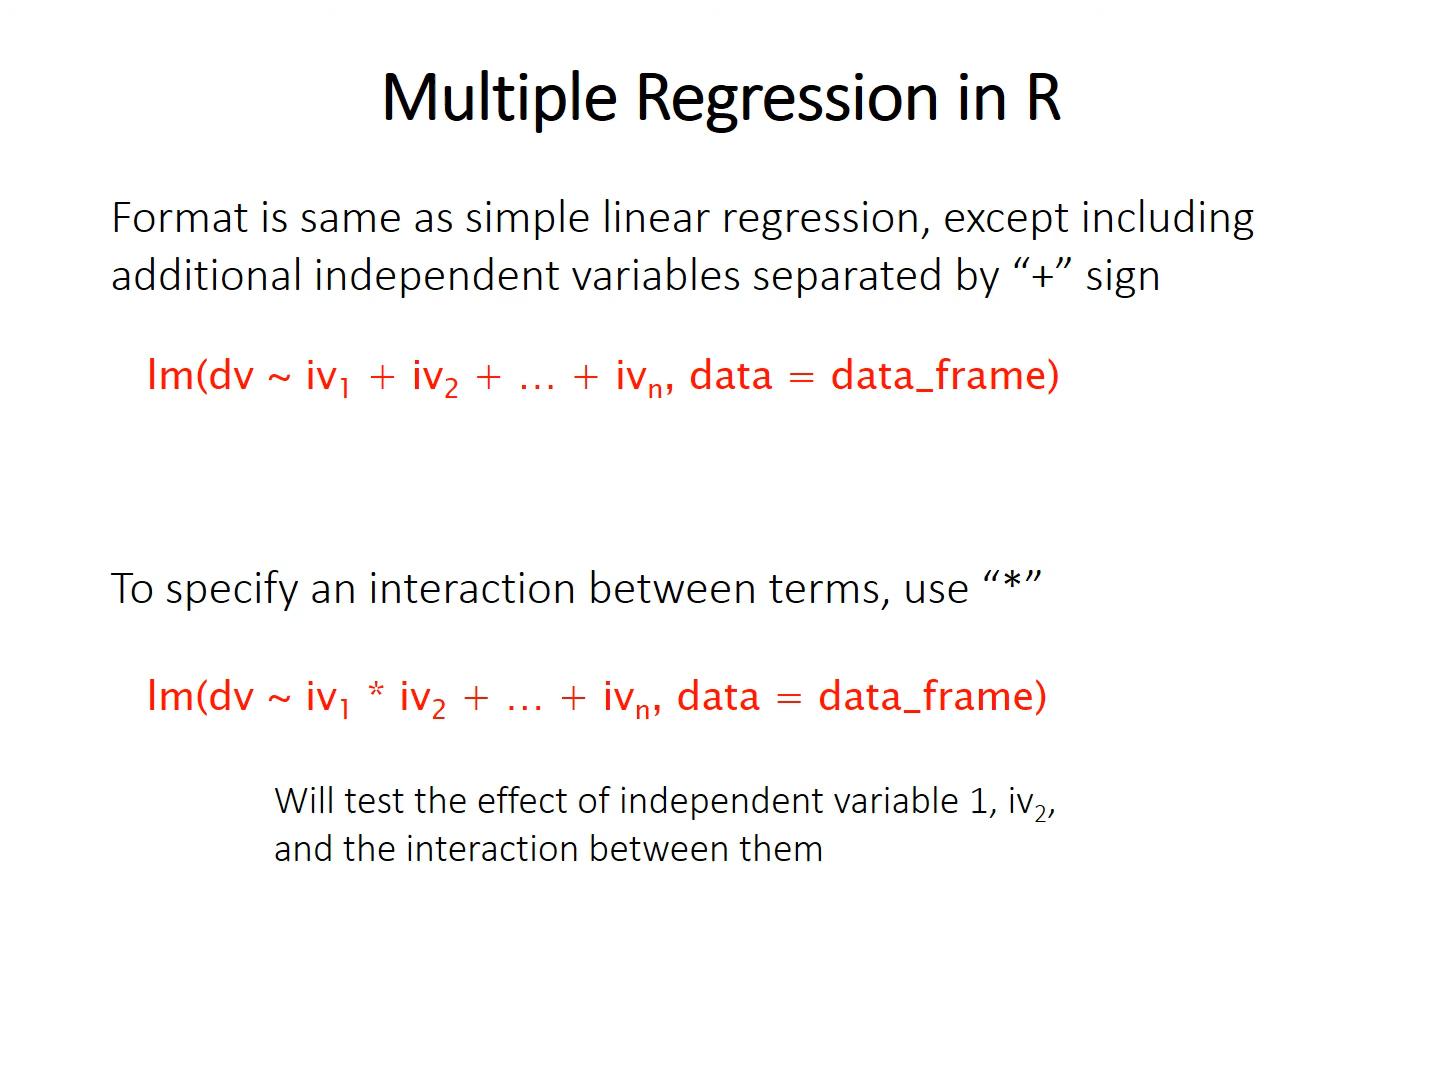 Multiple Regression in R
Format is same as simple linear regression, except including
additional independent variables separated by “+” sign
lm(dv ~ iv₁ + iv₂ + … + ivₙ, data = data_frame)
To specify an interaction between terms, use “*”
lm(dv ~ iv₁ * iv₂ + … + ivₙ, data = data_frame)
Will test the effect of independent variable 1, iv₂,
and the interaction between them